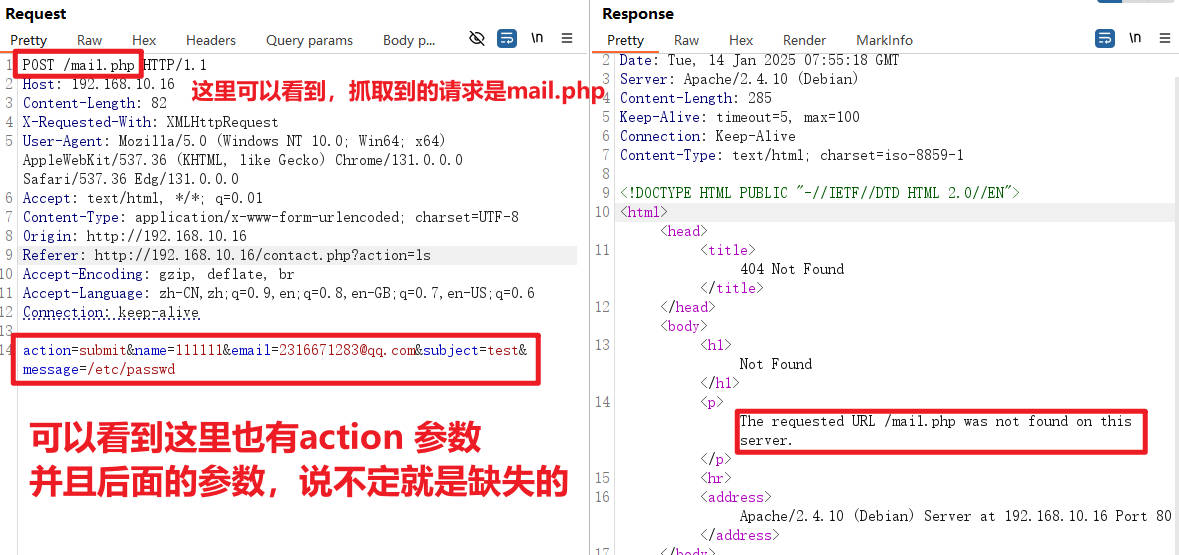 Request
Pretty Raw Hex Headers Query params Body p... \n
1 POST /mail.php HTTP/1.1
2 Host: 192.168.10.16
这里可以看到，抓取到的请求是mail.php
3 Content-Length: 82
4 X-Requested-With: XMLHttpRequest
5 User-Agent: Mozilla/5.0 (Windows NT 10.0; Win64; x64)
AppleWebKit/537.36 (KHTML, like Gecko) Chrome/131.0.0.0
Safari/537.36 Edg/131.0.0.0
6 Accept: text/html, */*; q=0.01
7 Content-Type: application/x-www-form-urlencoded; charset=UTF-8
8 Origin: http://192.168.10.16
9 Referer: http://192.168.10.16/contact.php?action=ls
10 Accept-Encoding: gzip, deflate, br
11 Accept-Language: zh-CN,zh;q=0.9,en;q=0.8,en-GB;q=0.7,en-US;q=0.6
12 Connection: keep-alive
13
14 action=submit&name=111111&email=2316671283@qq.com&subject=test&
message=/etc/passwd
可以看到这里也有action 参数
并且后面的参数，说不定就是缺失的
Response
Pretty Raw Hex Render MarkInfo \n
2 Date: Tue, 14 Jan 2025 07:55:18 GMT
3 Server: Apache/2.4.10 (Debian)
4 Content-Length: 285
5 Keep-Alive: timeout=5, max=100
6 Connection: Keep-Alive
7 Content-Type: text/html; charset=iso-8859-1
8
9 <!DOCTYPE HTML PUBLIC "-//IETF//DTD HTML 2.0//EN">
10 <html>
<head>
11 <title>
404 Not Found
</title>
12 </head>
<body>
13 <h1>
Not Found
</h1>
14 <p>
The requested URL /mail.php was not found on this
server.
</p>
15 <hr>
16 <address>
Apache/2.4.10 (Debian) Server at 192.168.10.16 Port 80
</address>
17 </body>